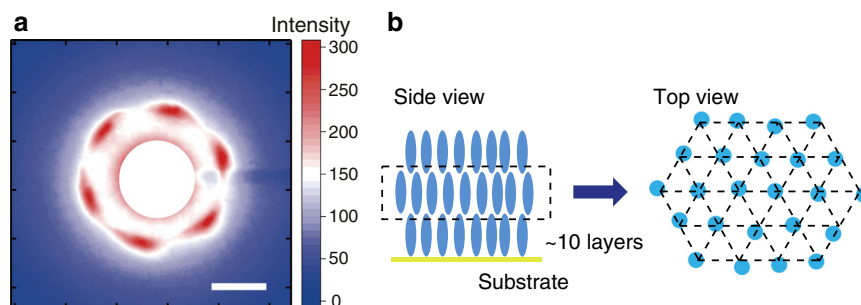 a
Intensity
300
250
200
150
100
50
0
b
Side view
Top view
~10 layers
Substrate